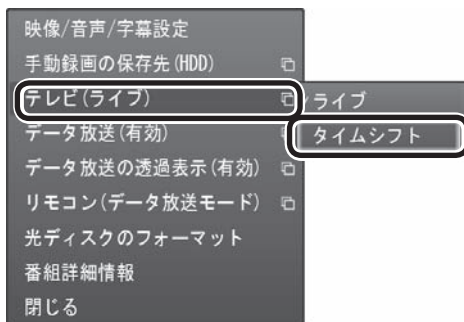 映像/音声/字幕設定
手動録画の保存先(HDD)
テレビ(ライブ)
ライブ
データ放送(有効)
タイムシフト
データ放送の透過表示(有効)
リモコン(データ放送モード)
光ディスクのフォーマット
番組詳細情報
閉じる